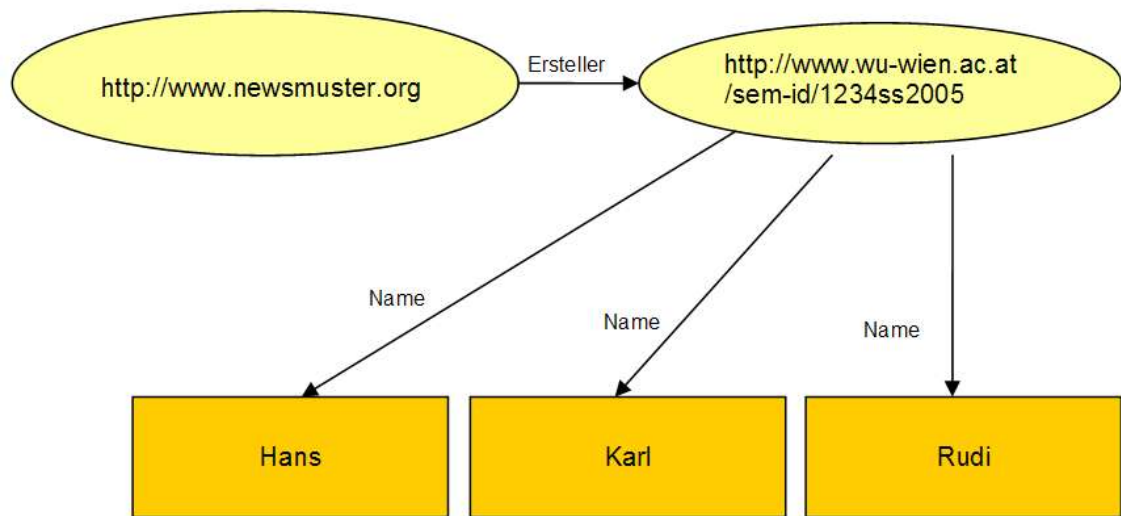 http://www.newsmuster.org
Ersteller
http://www.wu-wien.ac.at
/sem-id/1234ss2005
Name
Name
Name
Hans
Karl
Rudi